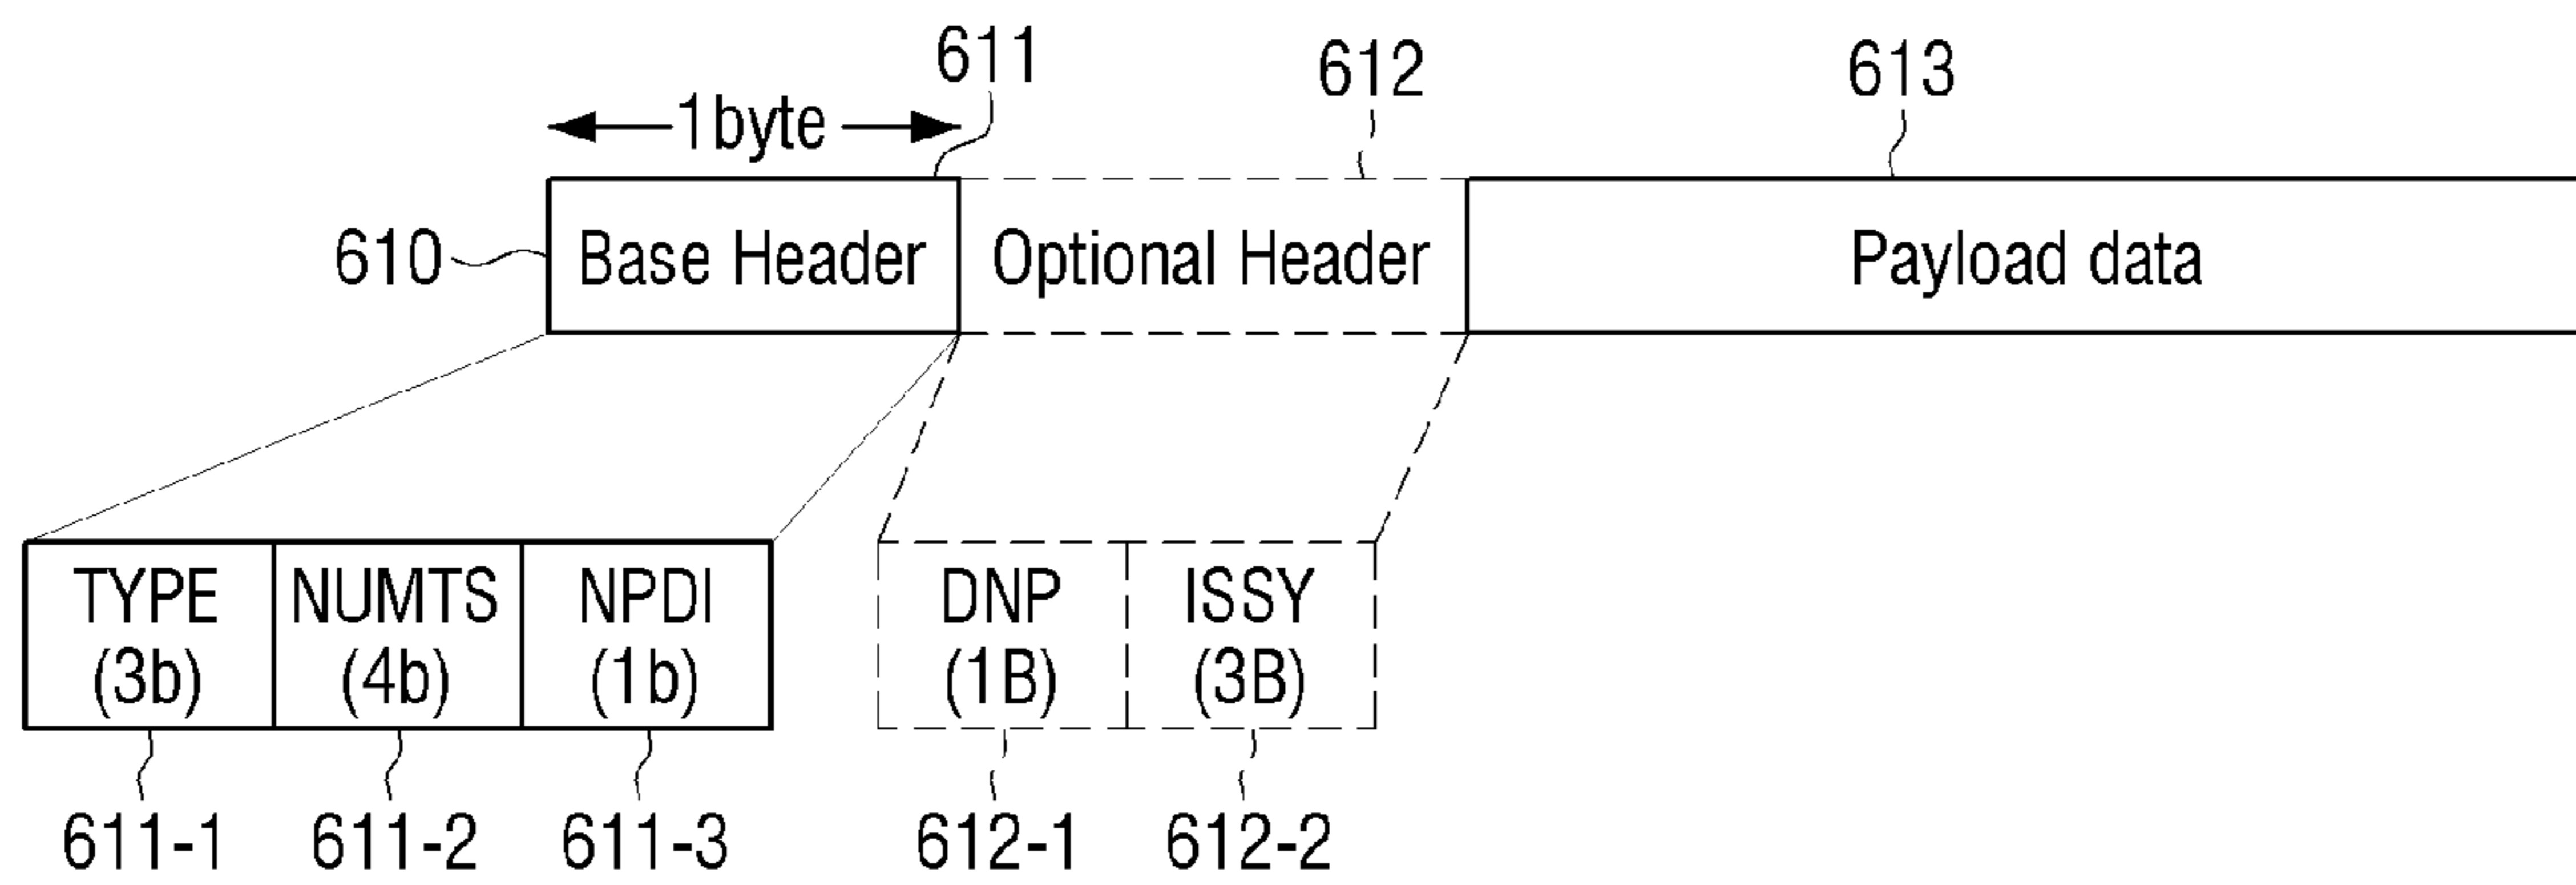 611
612
613
1byte
610
Base Header
Optional Header
Payload data
TYPE
(3b)
NUMTS
(4b)
NPDI
(1b)
DNP
(1B)
ISSY
(3B)
611-1
611-2
611-3
612-1
612-2